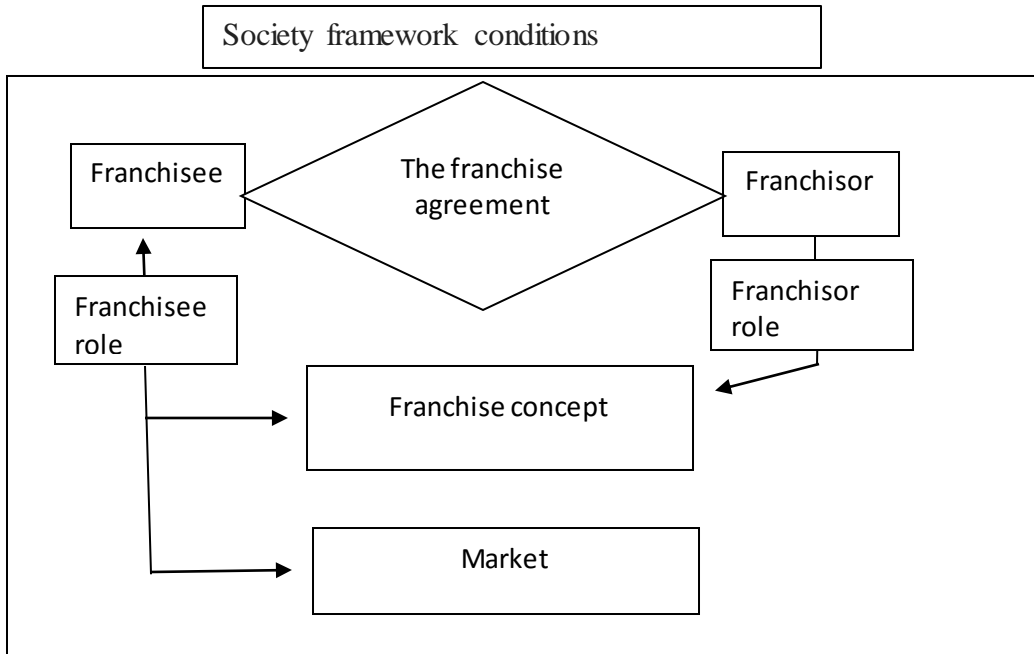 Society framework conditions
Franchisee
The franchise
agreement
Franchisor
Franchisee
role
Franchisor
role
Franchise concept
Market